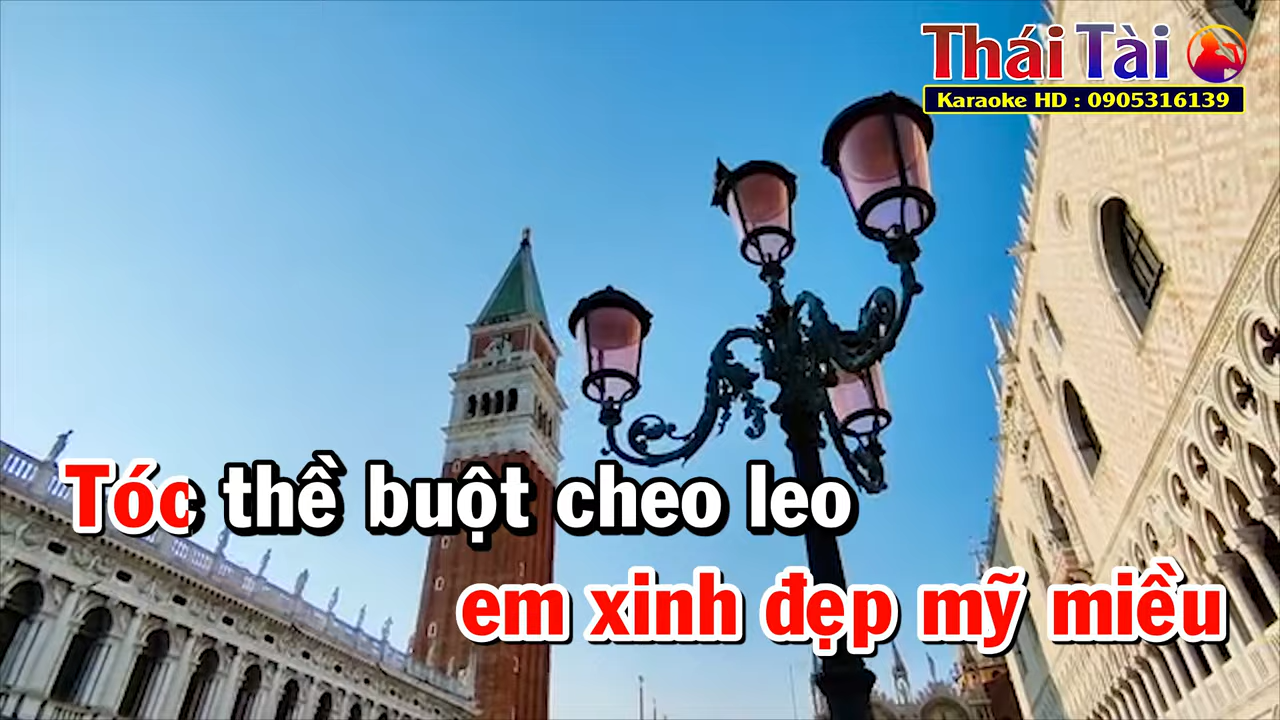 Thái Tài
Karaoke HD : 0905316139
Tóc thề buột cheo leo
em xinh đẹp mỹ miều